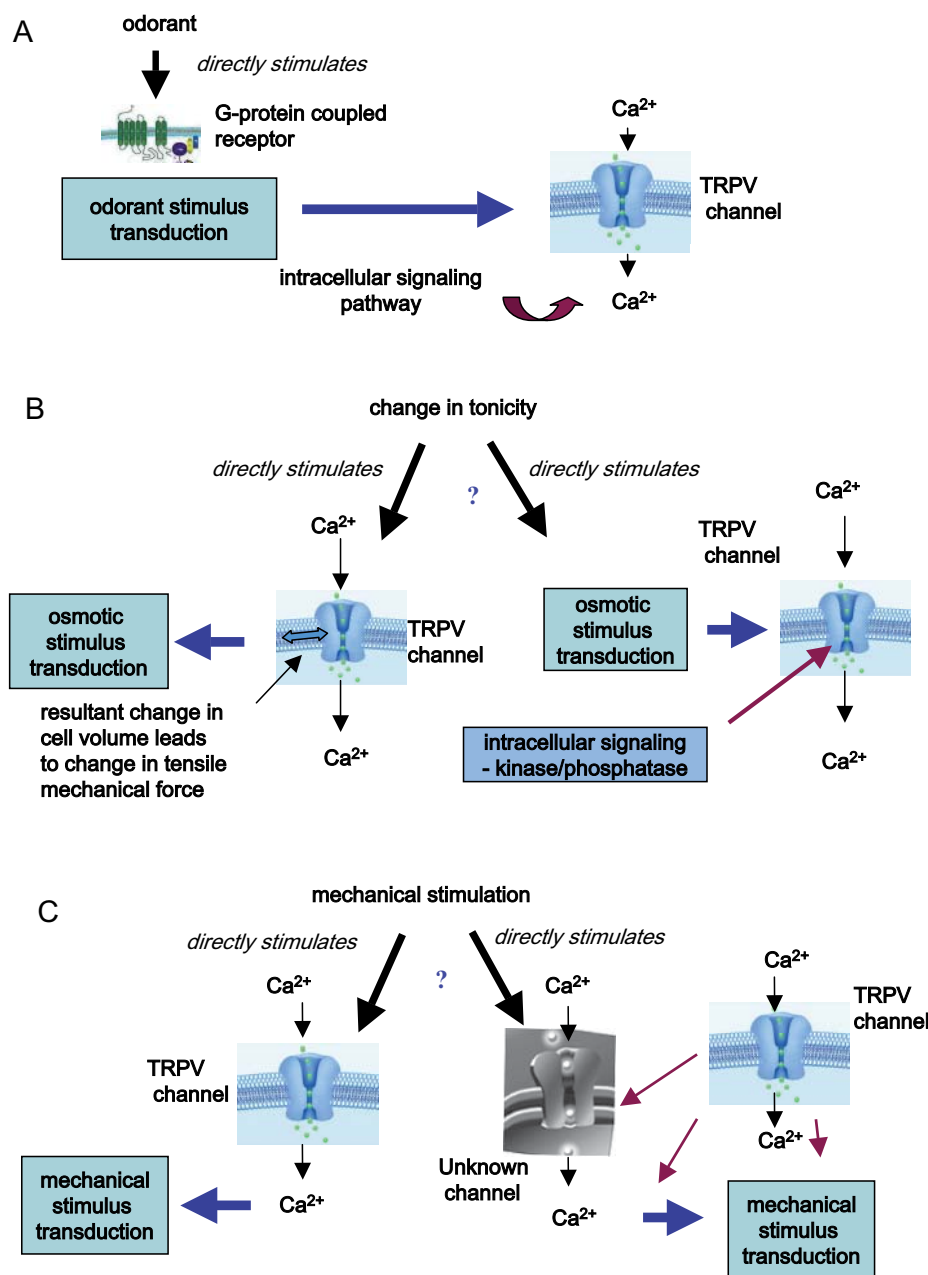 A
odorant
directly stimulates
G-protein coupled
receptor
odorant stimulus
transduction
Ca2+
TRPV
channel
intracellular signaling
pathway
Ca2+
B
change in tonicity
directly stimulates
directly stimulates
?
Ca2+
TRPV
channel
osmotic
stimulus
transduction
resultant change in
cell volume leads
to change in tensile
mechanical force
Ca2+
Ca2+
TRPV
channel
osmotic
stimulus
transduction
intracellular signaling
- kinase/phosphatase
Ca2+
C
mechanical stimulation
directly stimulates
directly stimulates
?
Ca2+
TRPV
channel
Ca2+
mechanical
stimulus
transduction
Ca2+
Unknown
channel
Ca2+
Ca2+
TRPV
channel
Ca2+
mechanical
stimulus
transduction